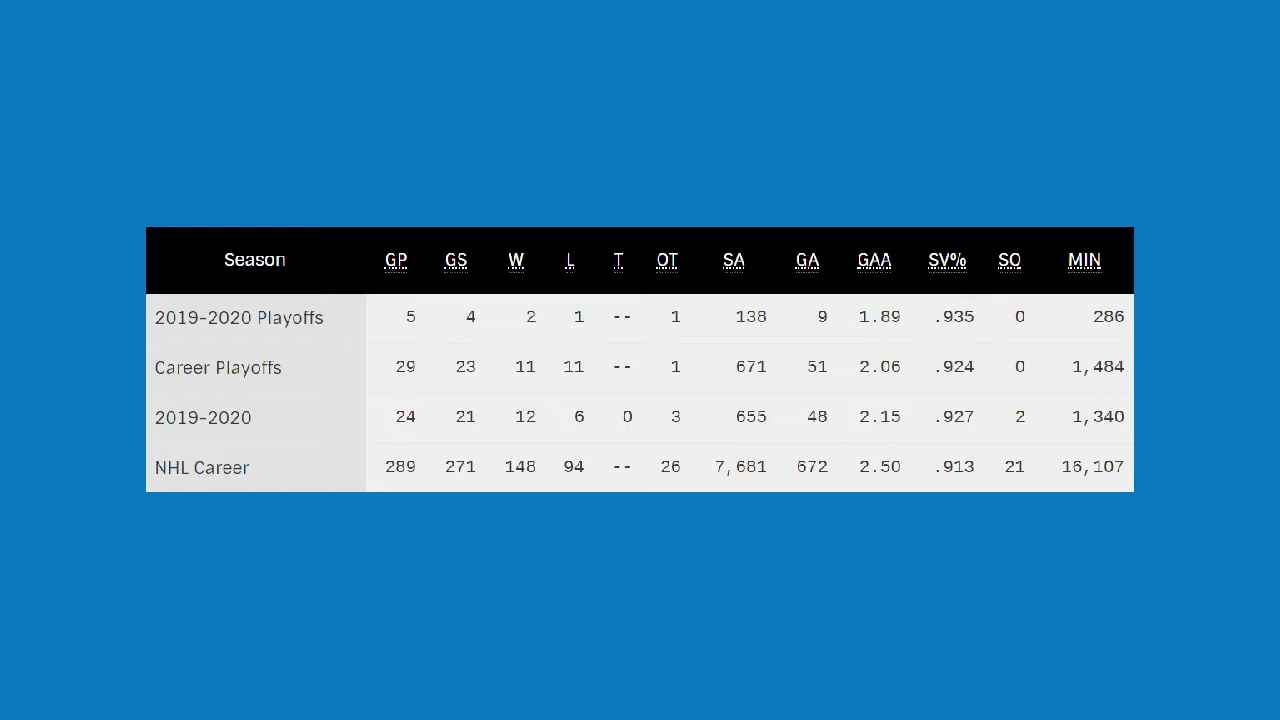 Season GP GS W L T OT SA GA GAA SV% SO MIN
2019-2020 Playoffs 5 4 2 1 -- 1 138 9 1.89 .935 0 286
Career Playoffs 29 23 11 11 -- 1 671 51 2.06 .924 0 1,484
2019-2020 24 21 12 6 0 3 655 48 2.15 .927 2 1,340
NHL Career 289 271 148 94 -- 26 7,681 672 2.50 .913 21 16,107